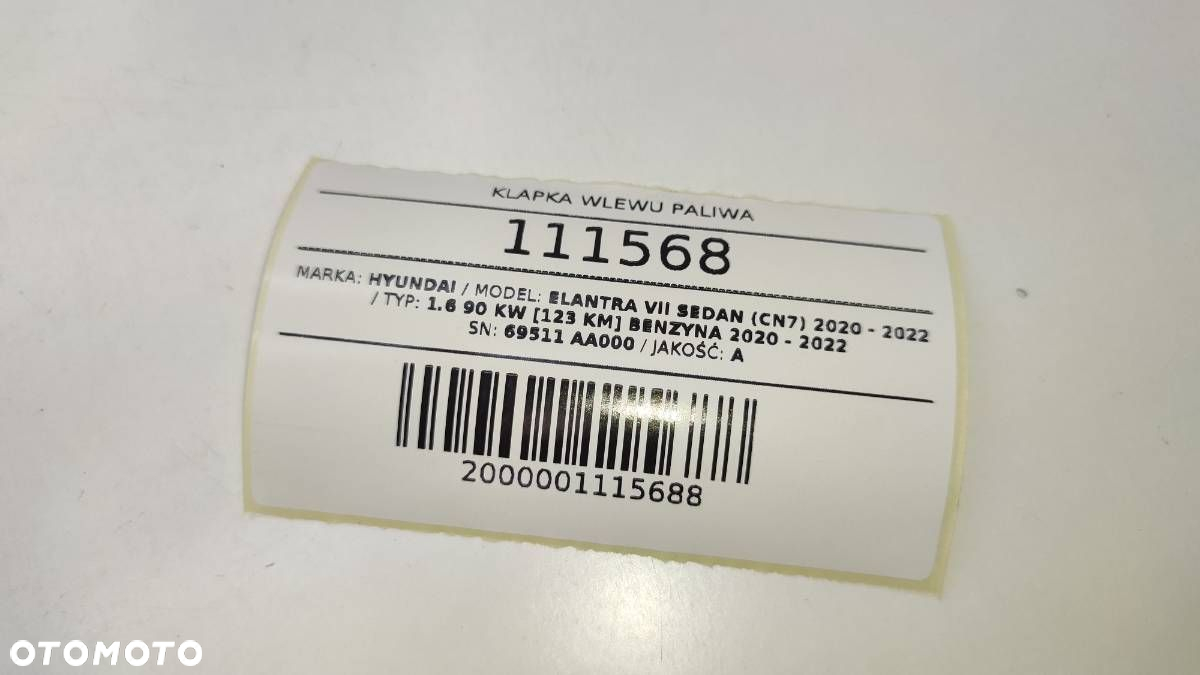 KLAPKA WLEWU PALIWA
111568
MARKA: HYUNDAI / MODEL: ELANTRA VII SEDAN (CN7) 2020 - 2022
/ TYP: 1.6 90 KW [123 KM] BENZYNA 2020 - 2022
SN: 69511 AA000 / JAKOŚĆ: A
2000001115688
OTOMOTO